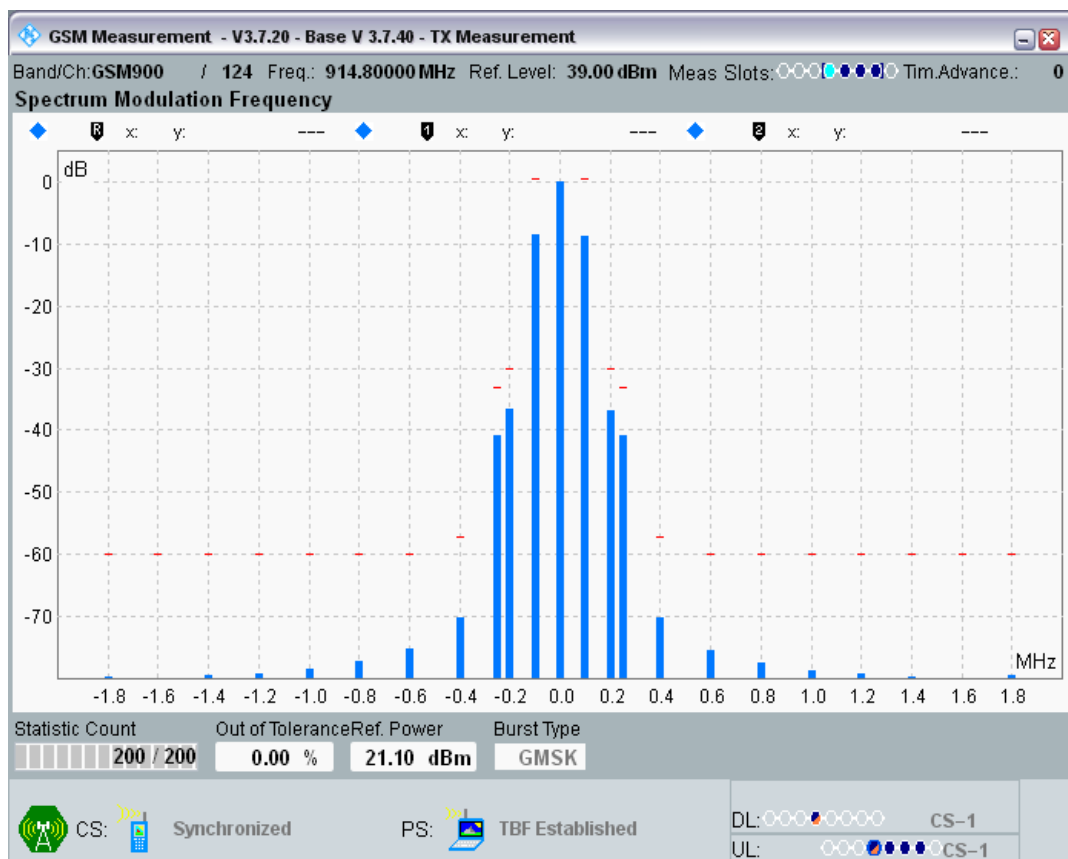 GSM Measurement - V3.7.20 - Base V 3.7.40 - TX Measurement
Band/Ch:GSM900 / 124 Freq.: 914.80000 MHz Ref. Level: 39.00 dBm Meas Slots: Tim.Advance.: 0
Spectrum Modulation Frequency
R x: y: --- 1 x: y: --- 2 x: y: ---
dB
0
-10
-20
-30
-40
-50
-60
-70
MHz
-1.8 -1.6 -1.4 -1.2 -1.0 -0.8 -0.6 -0.4 -0.2 0.0 0.2 0.4 0.6 0.8 1.0 1.2 1.4 1.6 1.8
Statistic Count Out of Tolerance Ref. Power Burst Type
200 / 200 0.00 % 21.10 dBm GMSK
CS: Synchronized PS: TBF Established
DL: CS-1
UL: CS-1